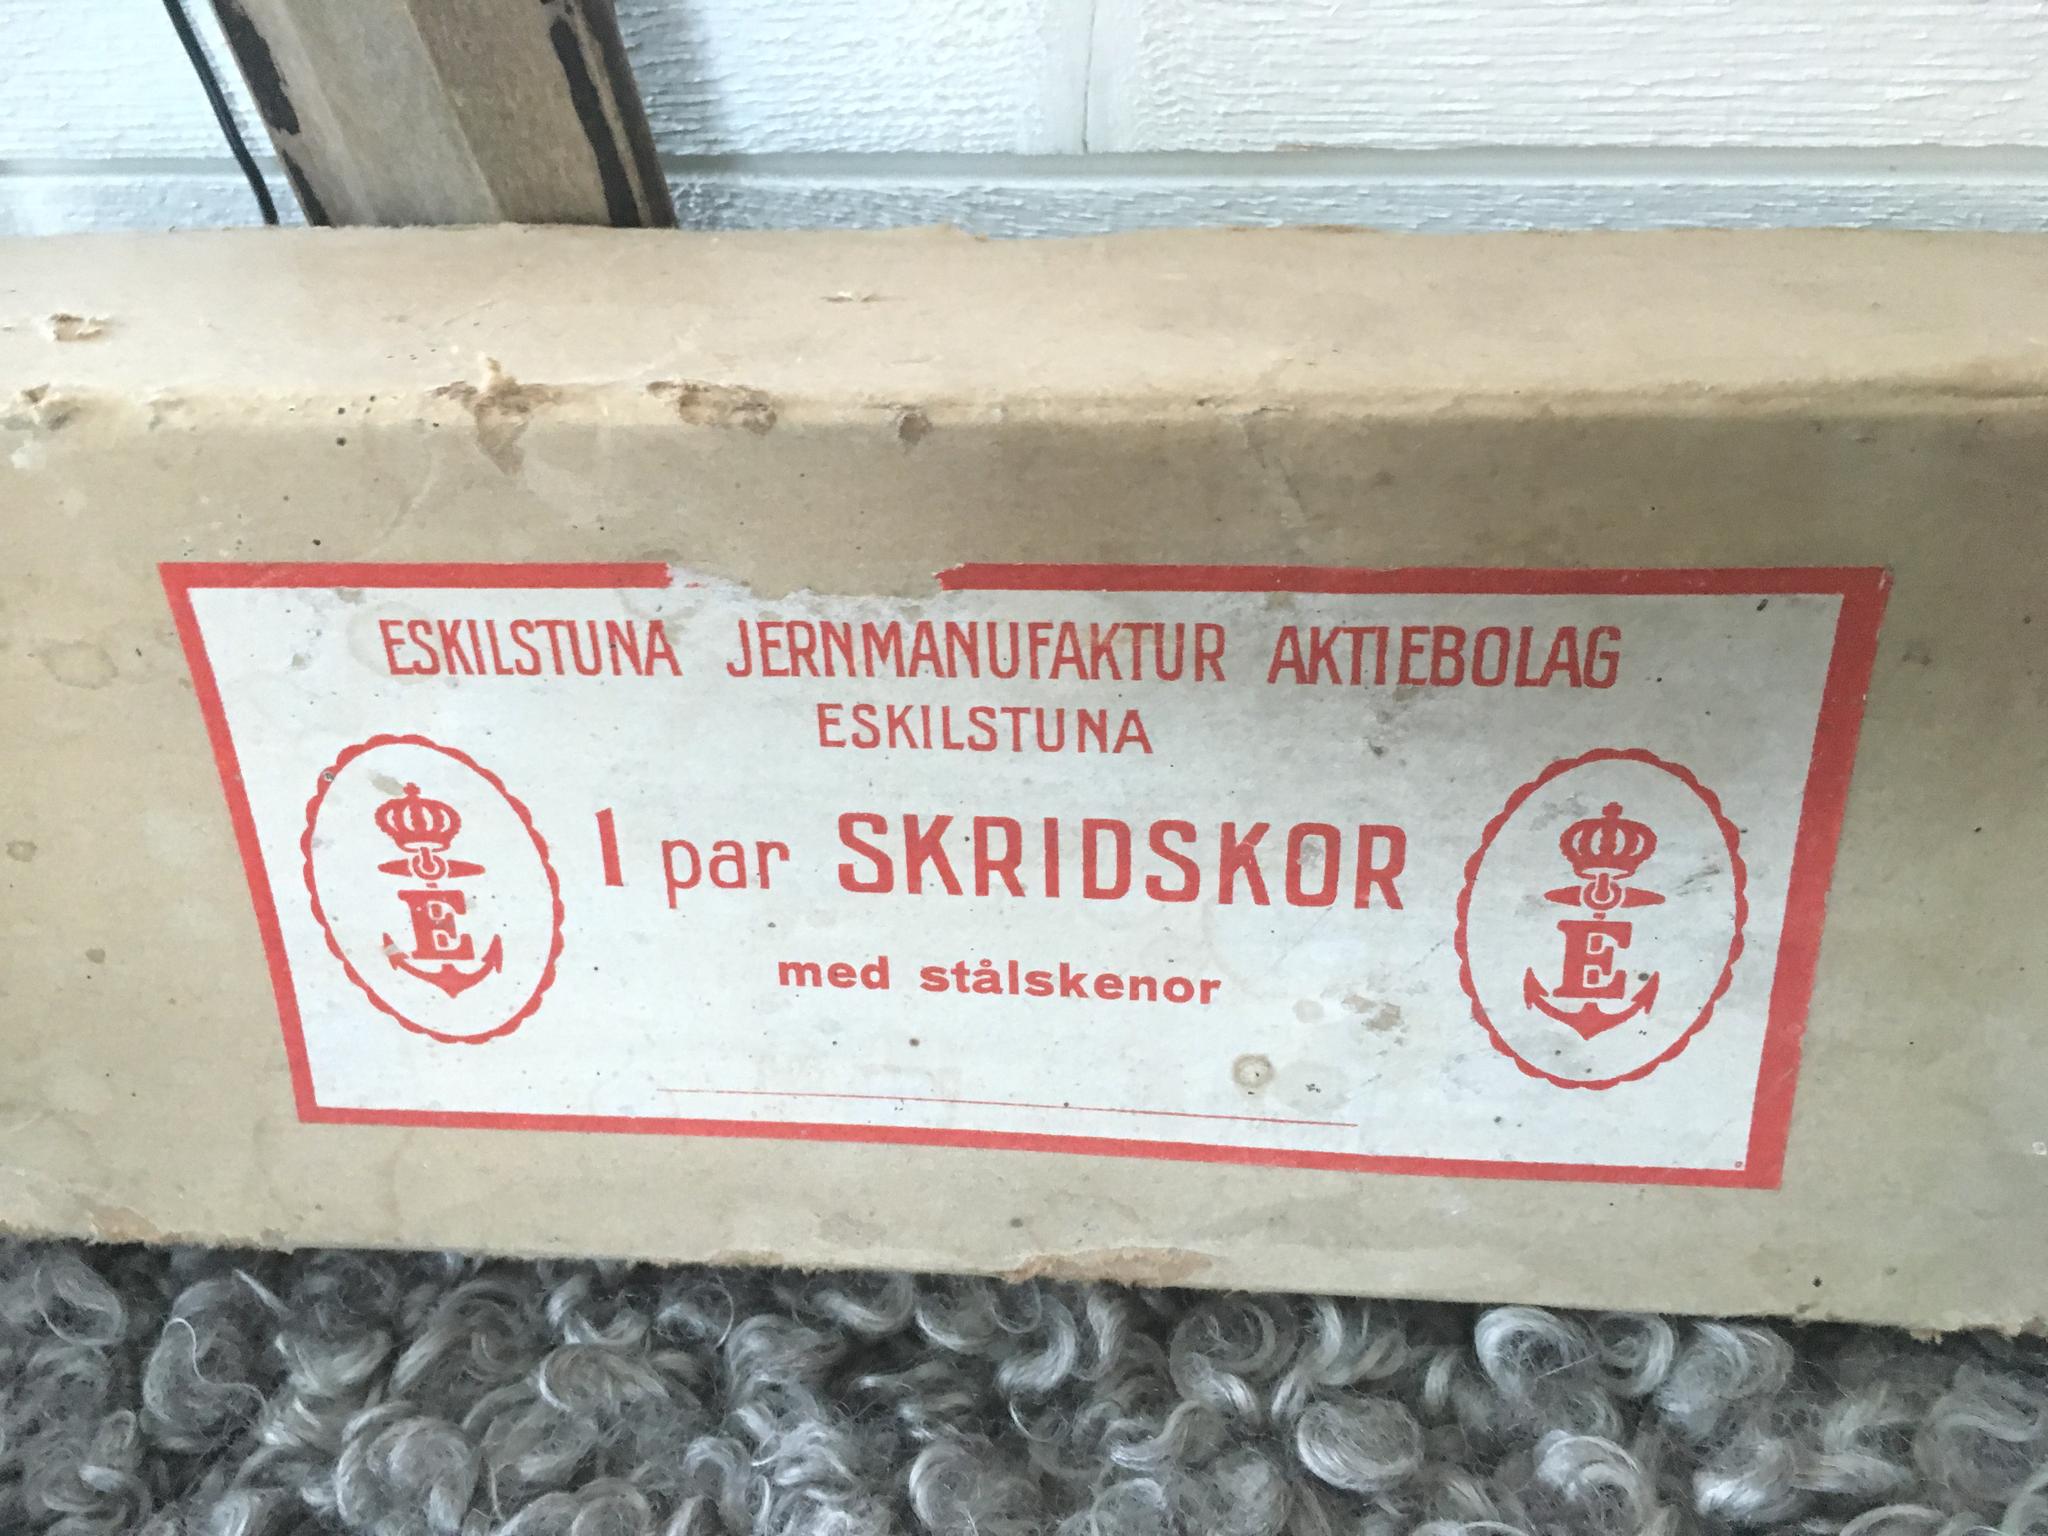 ESKILSTUNA JERNMANUFAKTUR AKTIEBOLAG
ESKILSTUNA
1 par SKRIDSKOR
med stålskenor
E
E